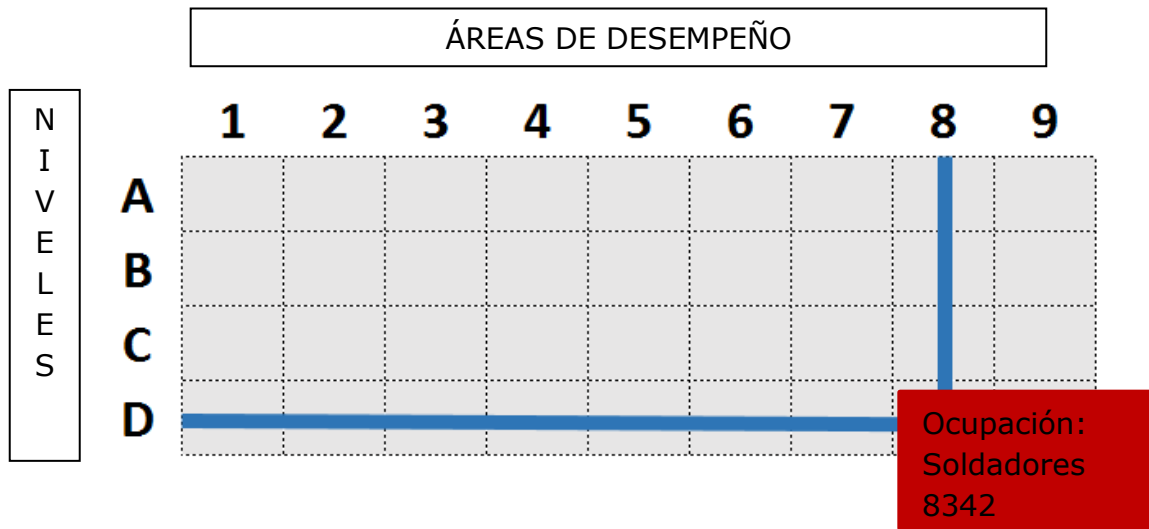 ÁREAS DE DESEMPEÑO
N
I
V
E
L
E
S
1 2 3 4 5 6 7 8 9
A
B
C
D
Ocupación:
Soldadores
8342